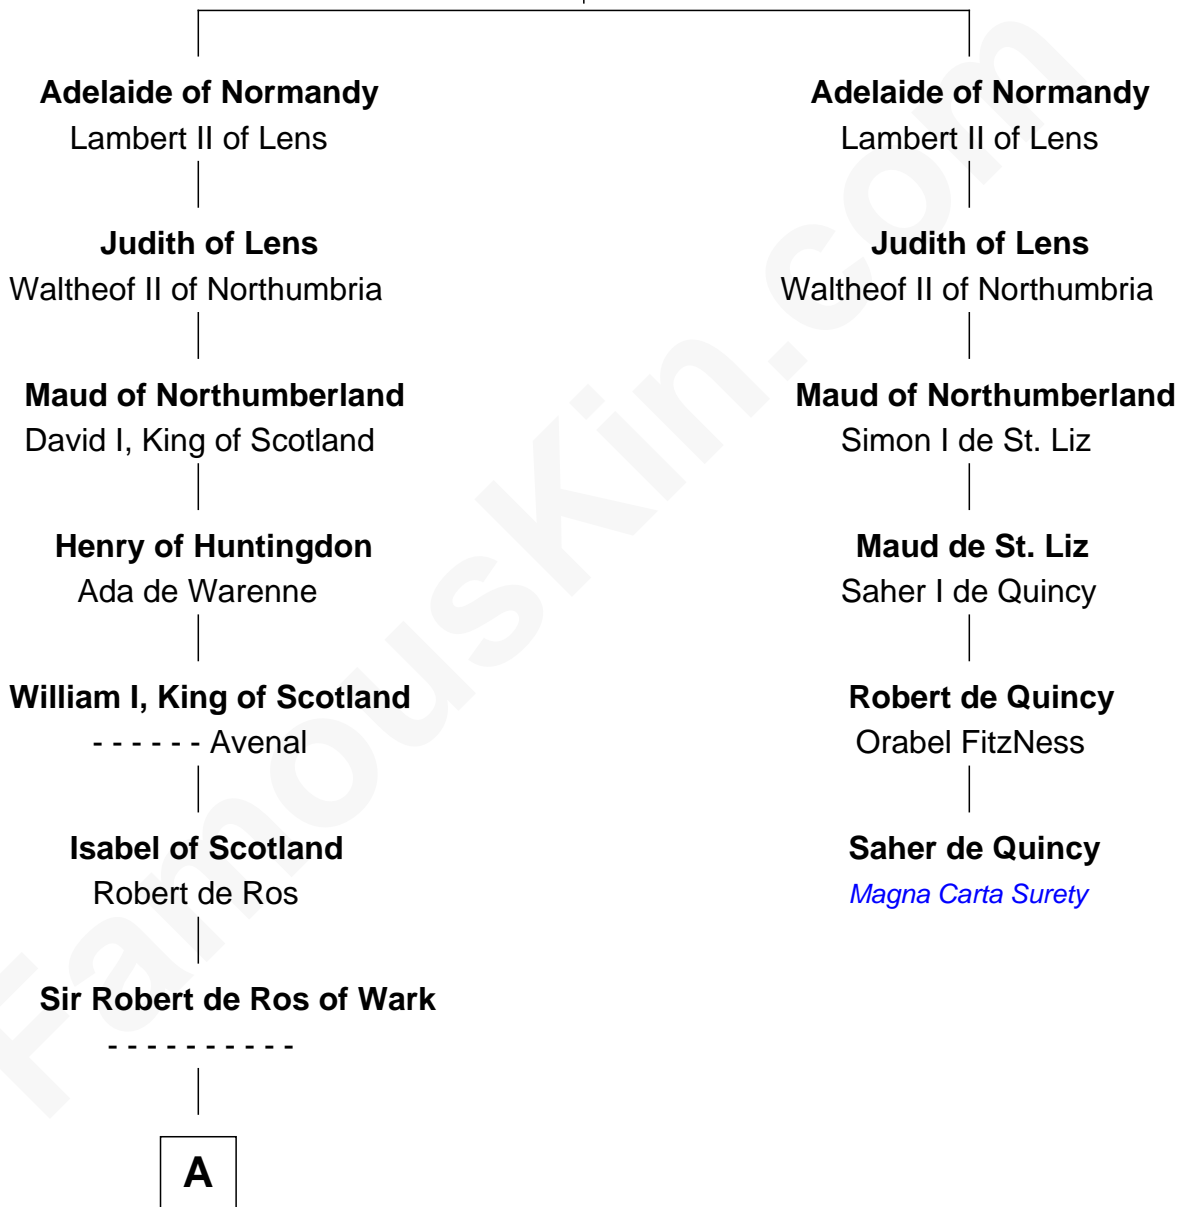 Adelaide of Normandy
Lambert II of Lens
Judith of Lens
Waltheof II of Northumbria
Maud of Northumberland
David I, King of Scotland
Henry of Huntingdon
Ada de Warenne
William I, King of Scotland
- - - - - - Avenal
Isabel of Scotland
Robert de Ros
Sir Robert de Ros of Wark
- - - - - - - - - -
A
Adelaide of Normandy
Lambert II of Lens
Judith of Lens
Waltheof II of Northumbria
Maud of Northumberland
Simon I de St. Liz
Maud de St. Liz
Saher I de Quincy
Robert de Quincy
Orabel FitzNess
Saher de Quincy
Magna Carta Surety
FamousKin.com